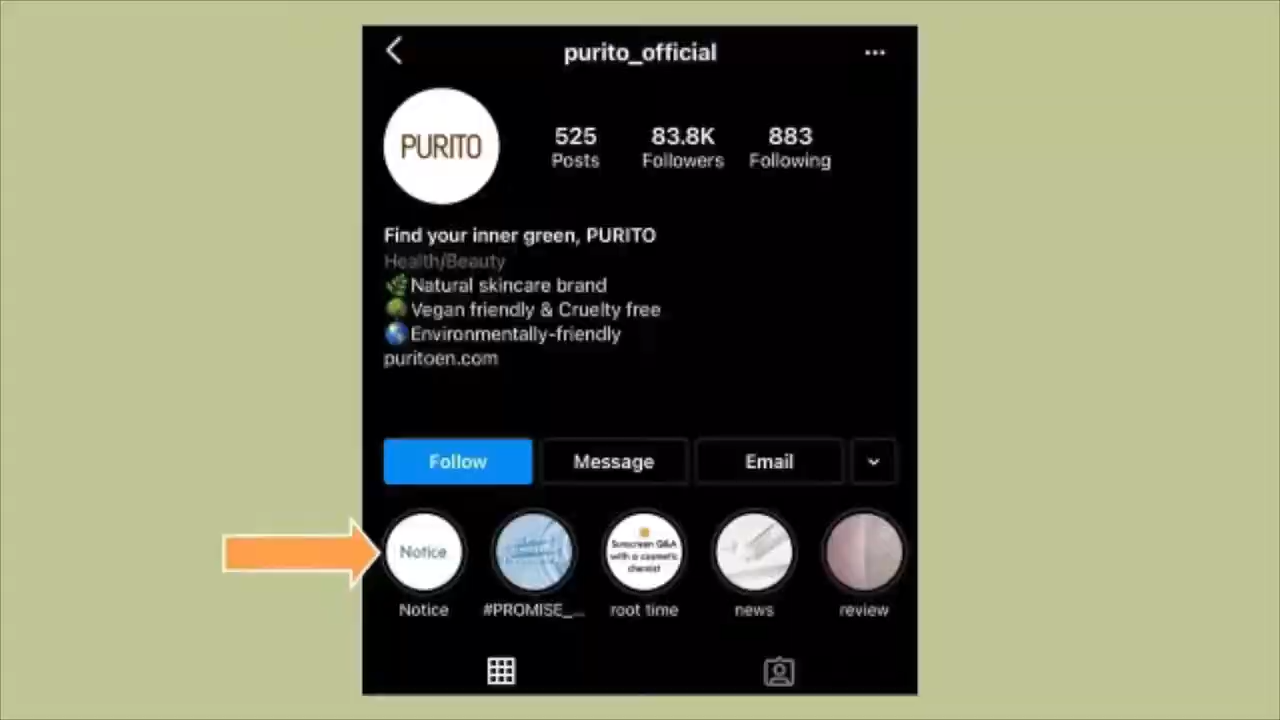 purito_official
PURITO
525
83.8K
883
Posts
Followers
Following
Find your inner green, PURITO
Health/Beauty
🌿Natural skincare brand
🌳Vegan friendly & Cruelty free
🌎Environmentally-friendly
puritoen.com
Follow
Message
Email
Notice
Sunscreen Q&A
with a cosmetic
chemist
Notice
#PROMISE_...
root time
news
review